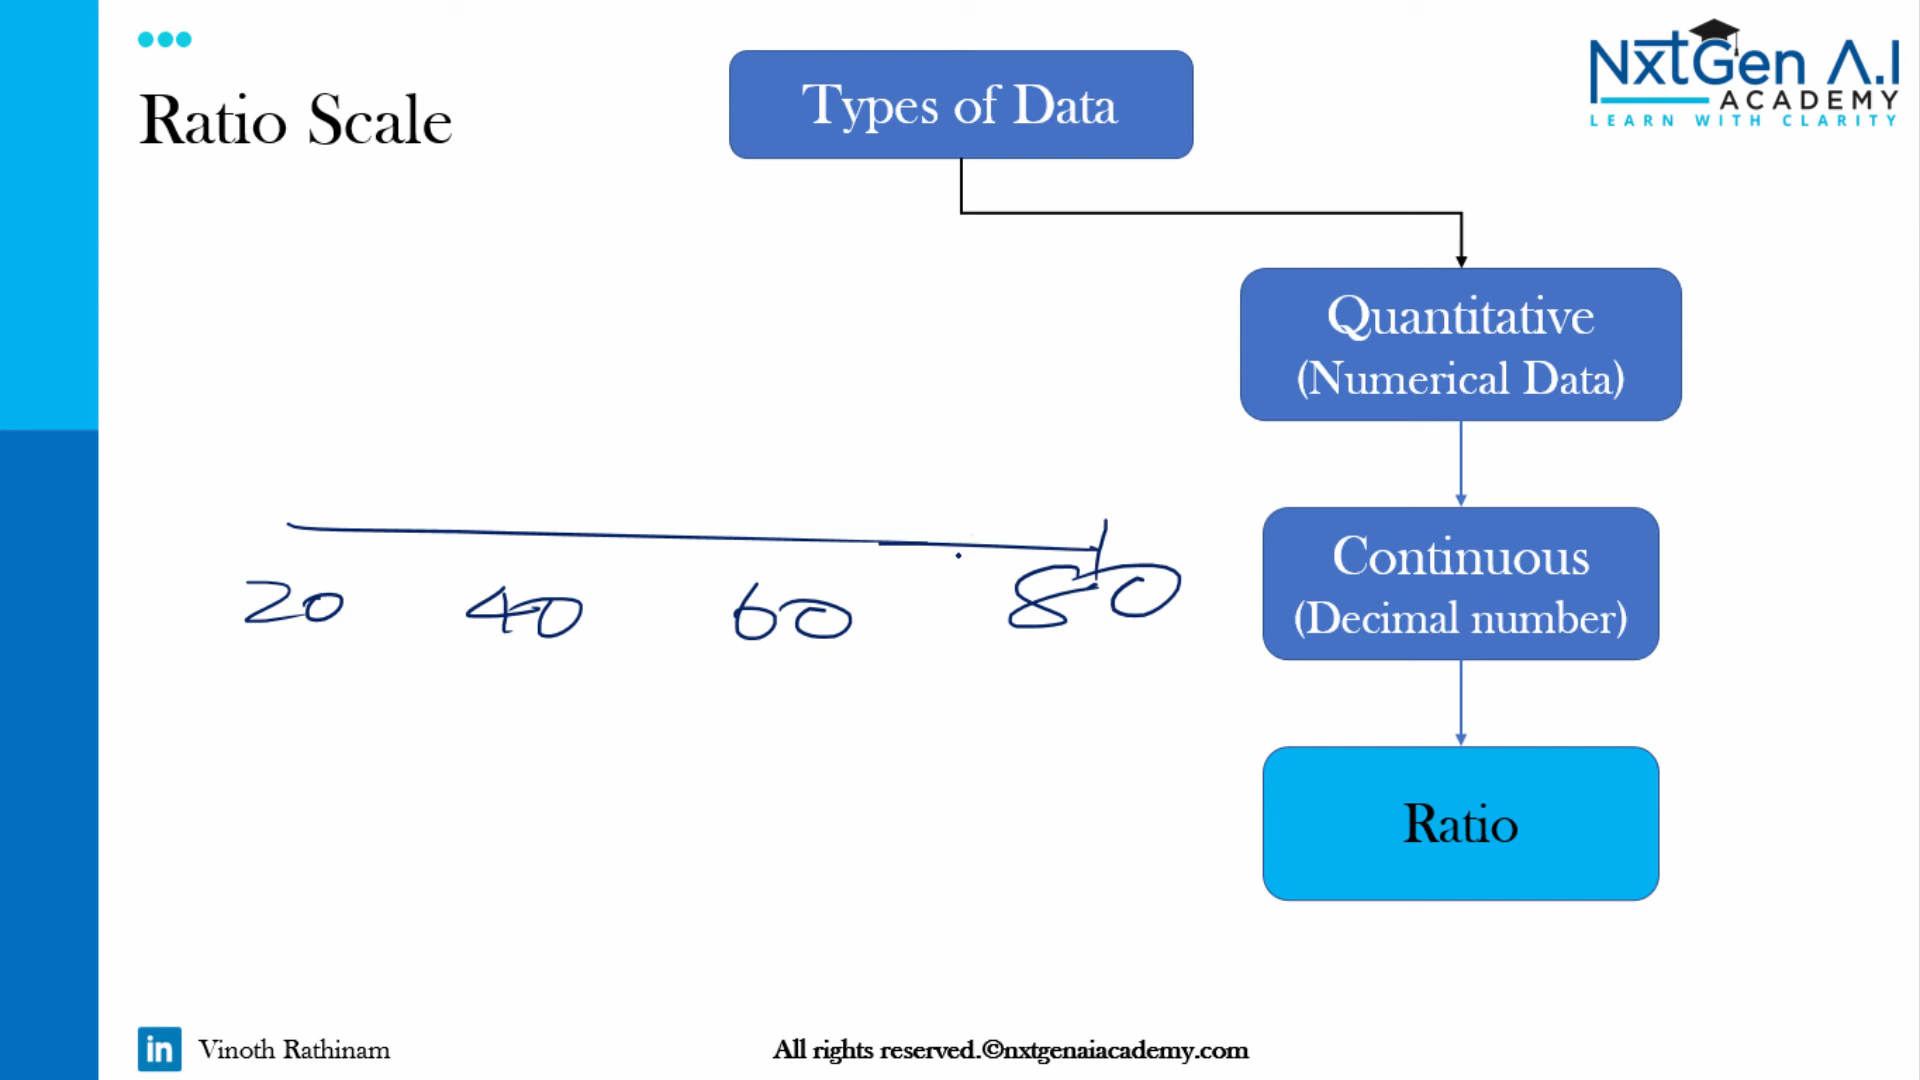 Ratio Scale
Types of Data
NxtGen A.I
ACADEMY
LEARN WITH CLARITY
Quantitative
(Numerical Data)
Continuous
(Decimal number)
20 40 60 80
Ratio
in Vinoth Rathinam
All rights reserved.©nxtgenaiacademy.com